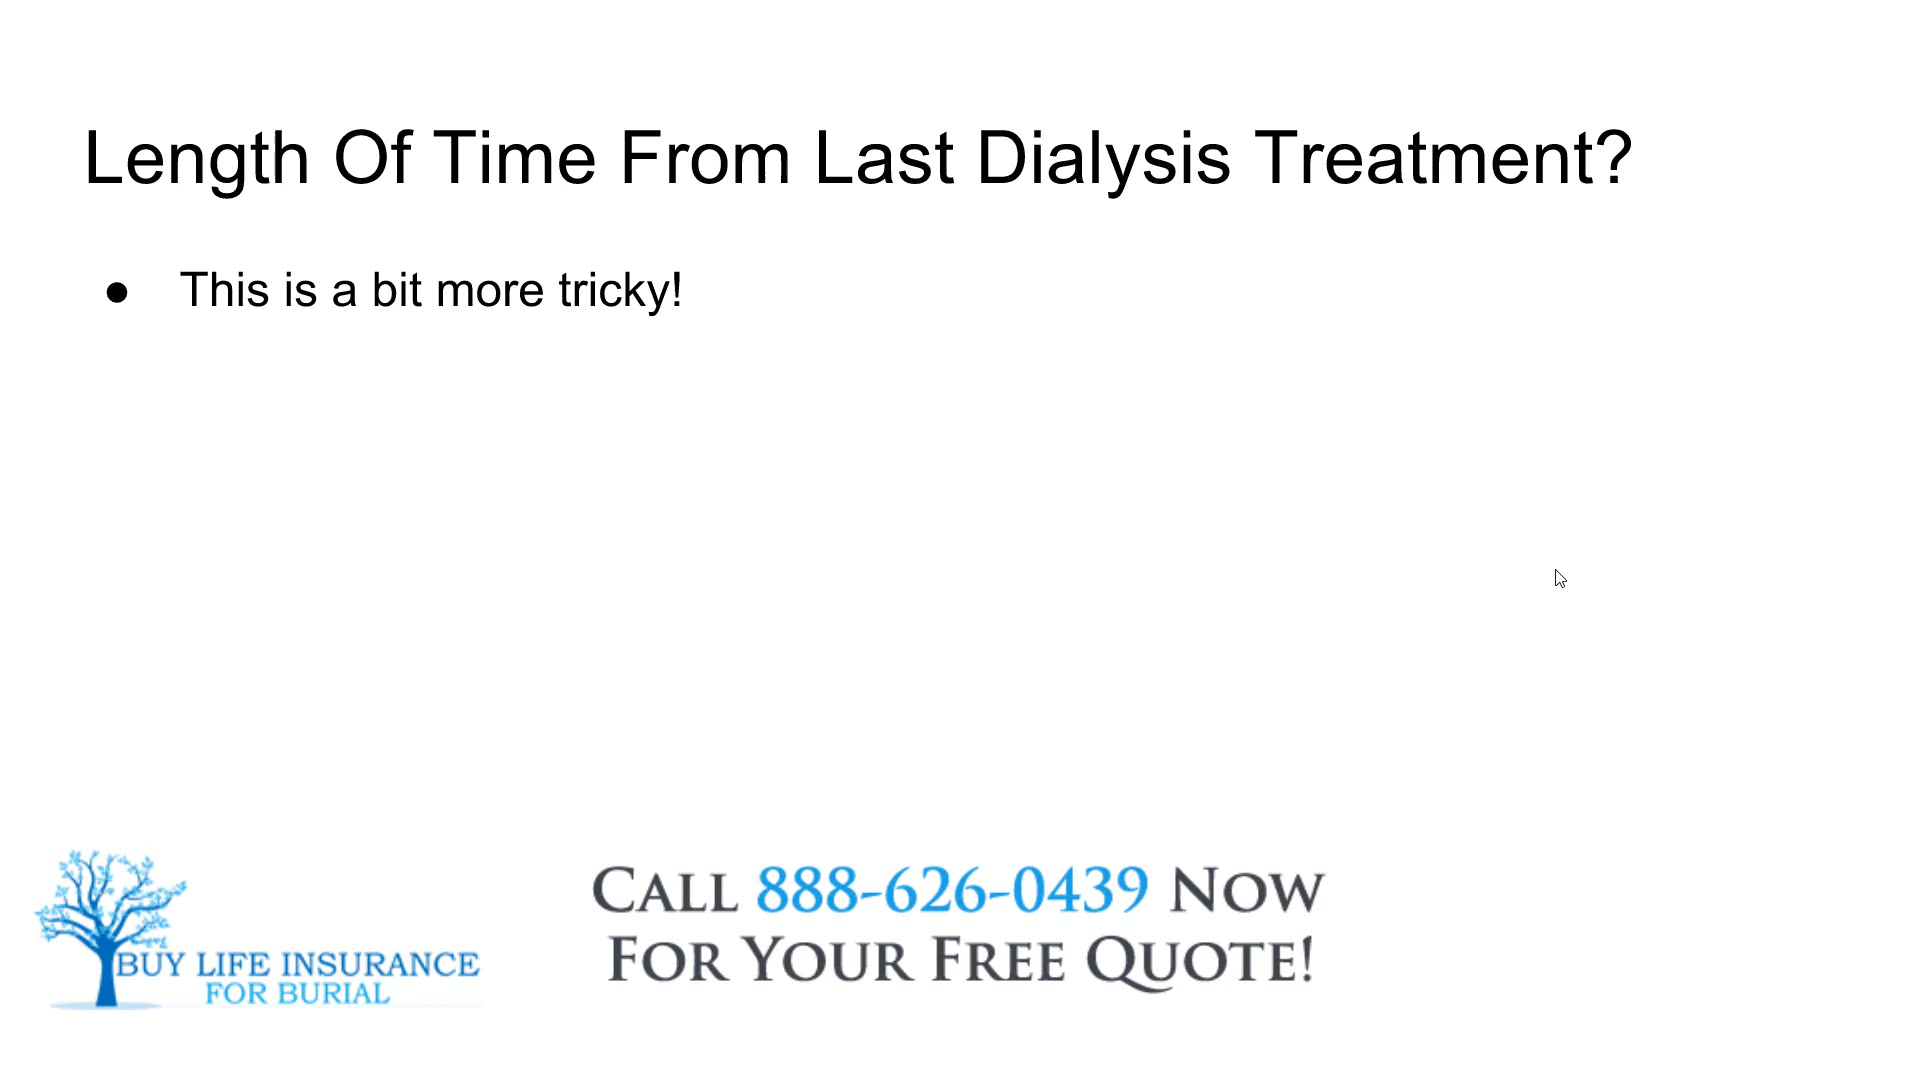 Length Of Time From Last Dialysis Treatment?
● This is a bit more tricky!
BUY LIFE INSURANCE
FOR BURIAL
CALL 888-626-0439 NOW
FOR YOUR FREE QUOTE!